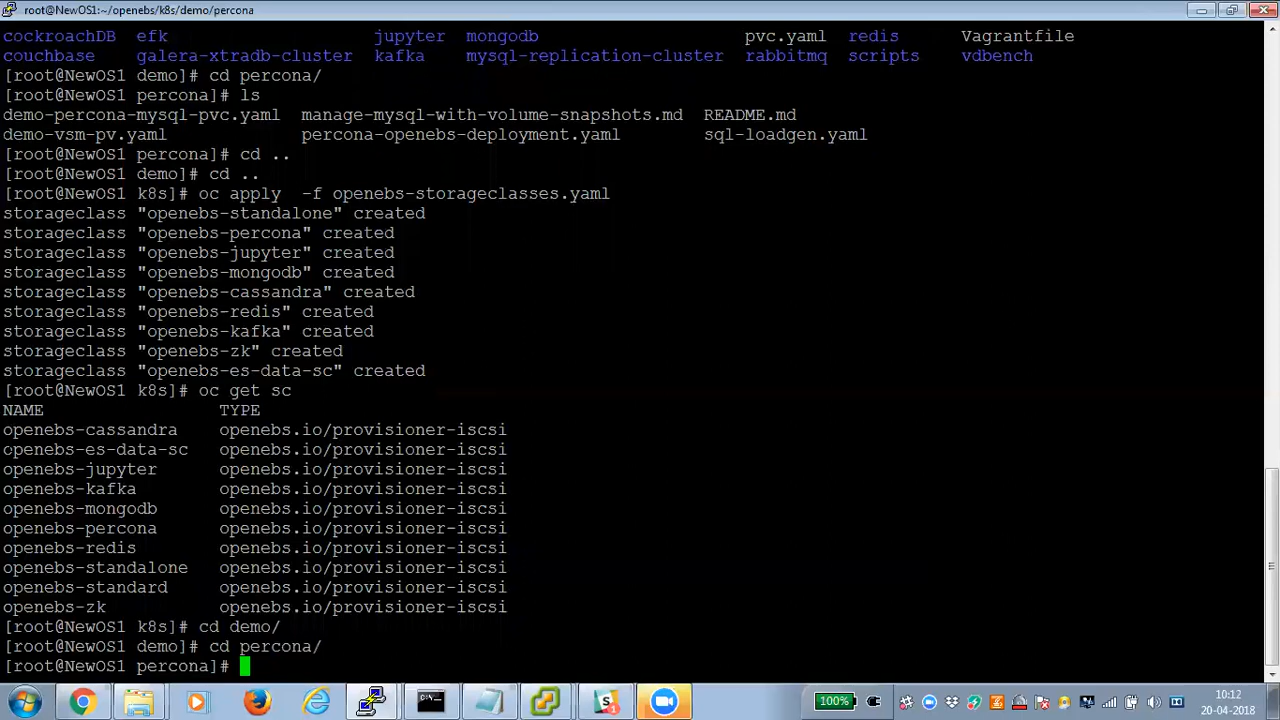 root@NewOS1:~/openebs/k8s/demo/percona
cockroachDB efk jupyter mongodb pvc.yaml redis Vagrantfile
couchbase galera-xtradb-cluster kafka mysql-replication-cluster rabbitmq scripts vdbench
[root@NewOS1 demo]# cd percona/
[root@NewOS1 percona]# ls
demo-percona-mysql-pvc.yaml manage-mysql-with-volume-snapshots.md README.md
demo-vsm-pv.yaml percona-openebs-deployment.yaml sql-loadgen.yaml
[root@NewOS1 percona]# cd ..
[root@NewOS1 demo]# cd ..
[root@NewOS1 k8s]# oc apply -f openebs-storageclasses.yaml
storageclass "openebs-standalone" created
storageclass "openebs-percona" created
storageclass "openebs-jupyter" created
storageclass "openebs-mongodb" created
storageclass "openebs-cassandra" created
storageclass "openebs-redis" created
storageclass "openebs-kafka" created
storageclass "openebs-zk" created
storageclass "openebs-es-data-sc" created
[root@NewOS1 k8s]# oc get sc
NAME TYPE
openebs-cassandra openebs.io/provisioner-iscsi
openebs-es-data-sc openebs.io/provisioner-iscsi
openebs-jupyter openebs.io/provisioner-iscsi
openebs-kafka openebs.io/provisioner-iscsi
openebs-mongodb openebs.io/provisioner-iscsi
openebs-percona openebs.io/provisioner-iscsi
openebs-redis openebs.io/provisioner-iscsi
openebs-standalone openebs.io/provisioner-iscsi
openebs-standard openebs.io/provisioner-iscsi
openebs-zk openebs.io/provisioner-iscsi
[root@NewOS1 k8s]# cd demo/
[root@NewOS1 demo]# cd percona/
[root@NewOS1 percona]#
100%
10:12
20-04-2018